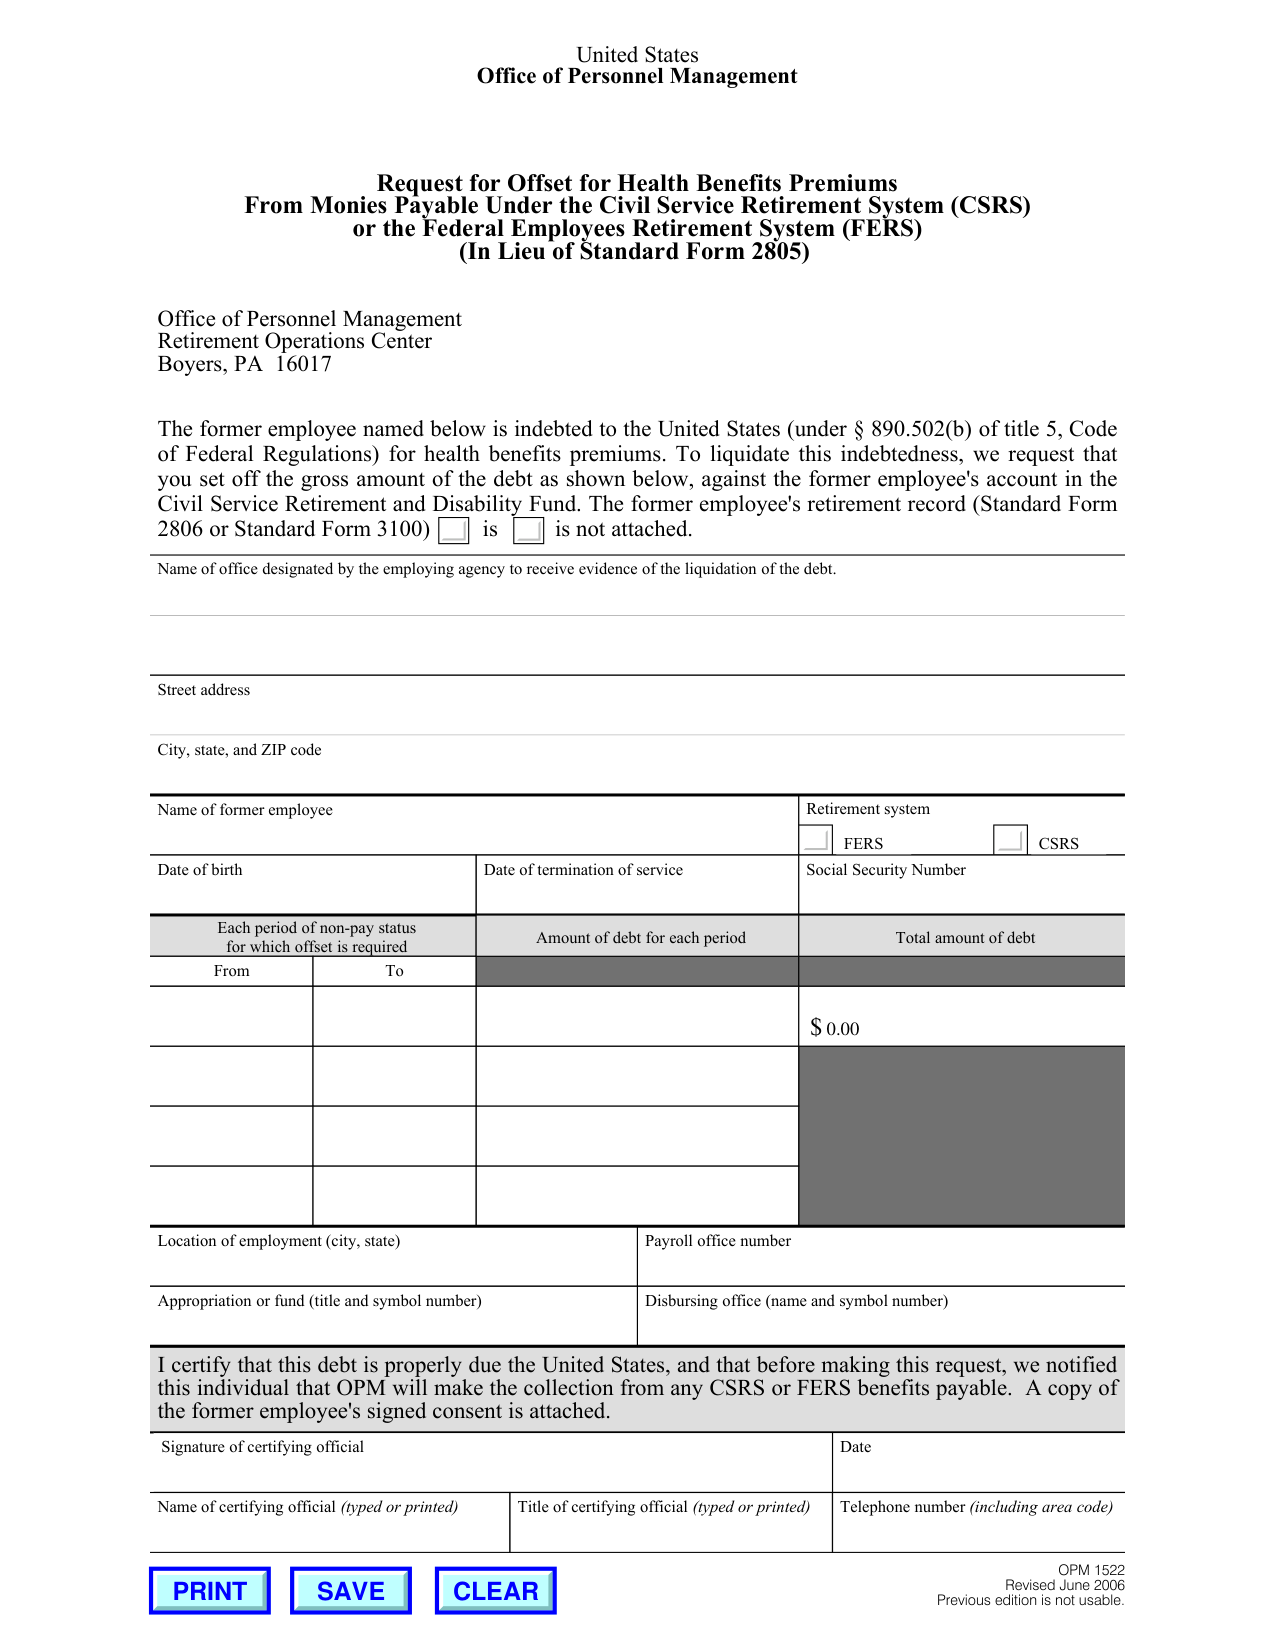 United States
Office of Personnel Management
Request for Offset for Health Benefits Premiums
From Monies Payable Under the Civil Service Retirement System (CSRS)
or the Federal Employees Retirement System (FERS)
(In Lieu of Standard Form 2805)
Office of Personnel Management
Retirement Operations Center
Boyers, PA  16017
The former employee named below is indebted to the United States (under § 890.502(b) of title 5, Code
of Federal Regulations) for health benefits premiums. To liquidate this indebtedness, we request that
you set off the gross amount of the debt as shown below, against the former employee's account in the
Civil Service Retirement and Disability Fund. The former employee's retirement record (Standard Form
2806 or Standard Form 3100) is is not attached.
Name of office designated by the employing agency to receive evidence of the liquidation of the debt.
Street address
City, state, and ZIP code
Name of former employee
Retirement system
FERS CSRS
Date of birth
Date of termination of service
Social Security Number
Each period of non-pay status
for which offset is required
Amount of debt for each period
Total amount of debt
From To
$ 0.00
Location of employment (city, state)
Payroll office number
Appropriation or fund (title and symbol number)
Disbursing office (name and symbol number)
I certify that this debt is properly due the United States, and that before making this request, we notified
this individual that OPM will make the collection from any CSRS or FERS benefits payable.  A copy of
the former employee's signed consent is attached.
Signature of certifying official
Date
Name of certifying official (typed or printed)
Title of certifying official (typed or printed)
Telephone number (including area code)
PRINT SAVE CLEAR
OPM 1522
Revised June 2006
Previous edition is not usable.